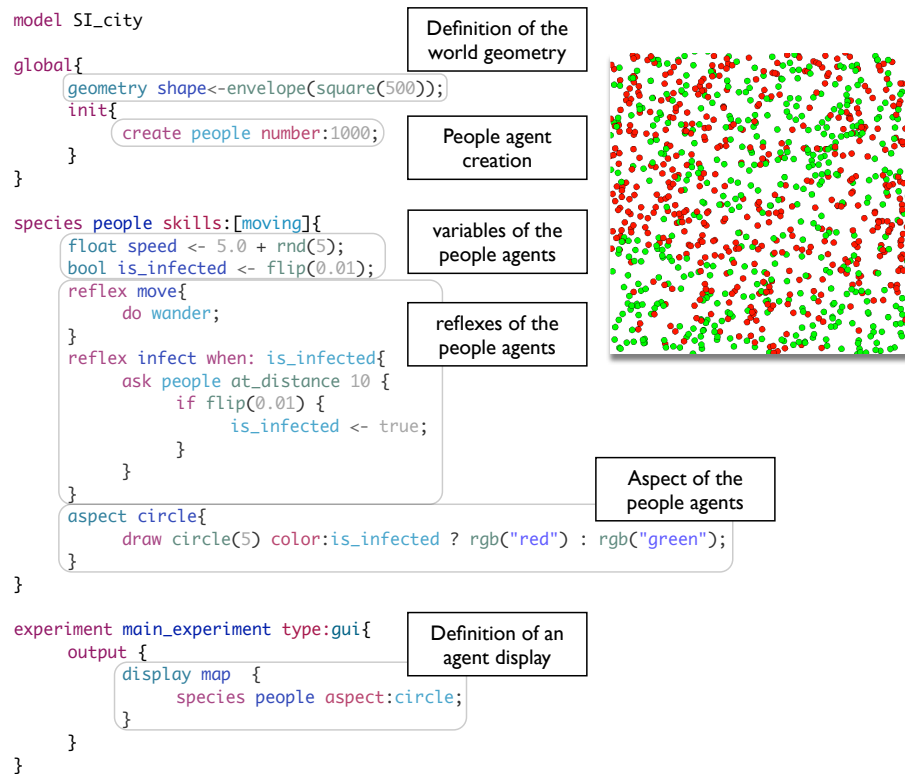 model SI_city
Definition of the
world geometry
global{
geometry shape<-envelope(square(500));
init{
create people number:1000;
People agent
creation
}
}
species people skills:[moving]{
variables of the
people agents
float speed <- 5.0 + rnd(5);
bool is_infected <- flip(0.01);
reflex move{
do wander;
reflexes of the
people agents
}
reflex infect when: is_infected{
ask people at_distance 10 {
if flip(0.01) {
is_infected <- true;
}
}
}
Aspect of the
people agents
aspect circle{
draw circle(5) color:is_infected ? rgb("red") : rgb("green");
}
}
experiment main_experiment type:gui{
Definition of an
agent display
output {
display map {
species people aspect:circle;
}
}
}